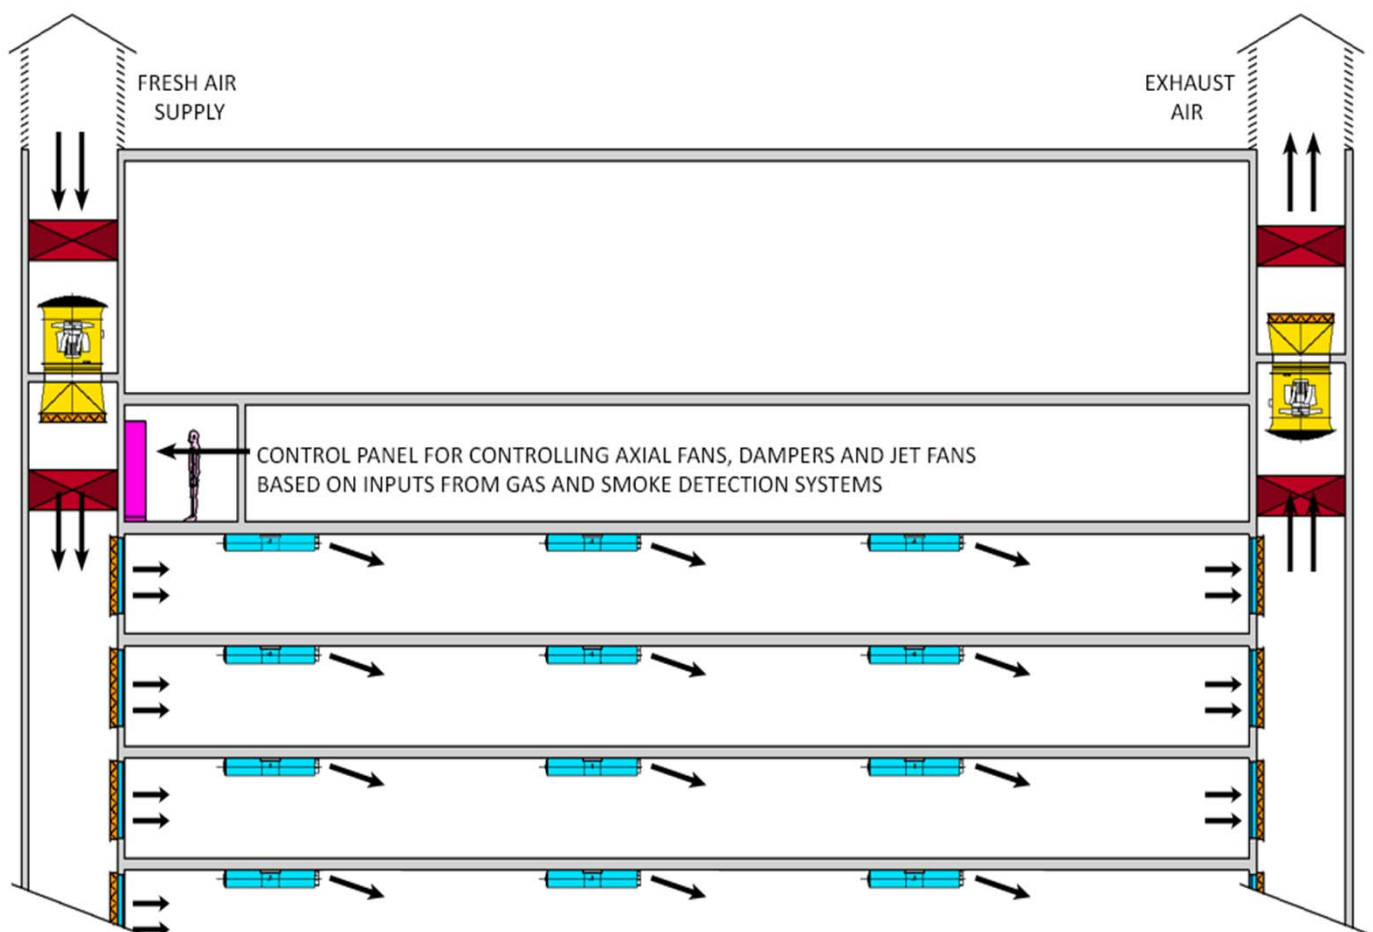 FRESH AIR
SUPPLY
EXHAUST
AIR
CONTROL PANEL FOR CONTROLLING AXIAL FANS, DAMPERS AND JET FANS
BASED ON INPUTS FROM GAS AND SMOKE DETECTION SYSTEMS